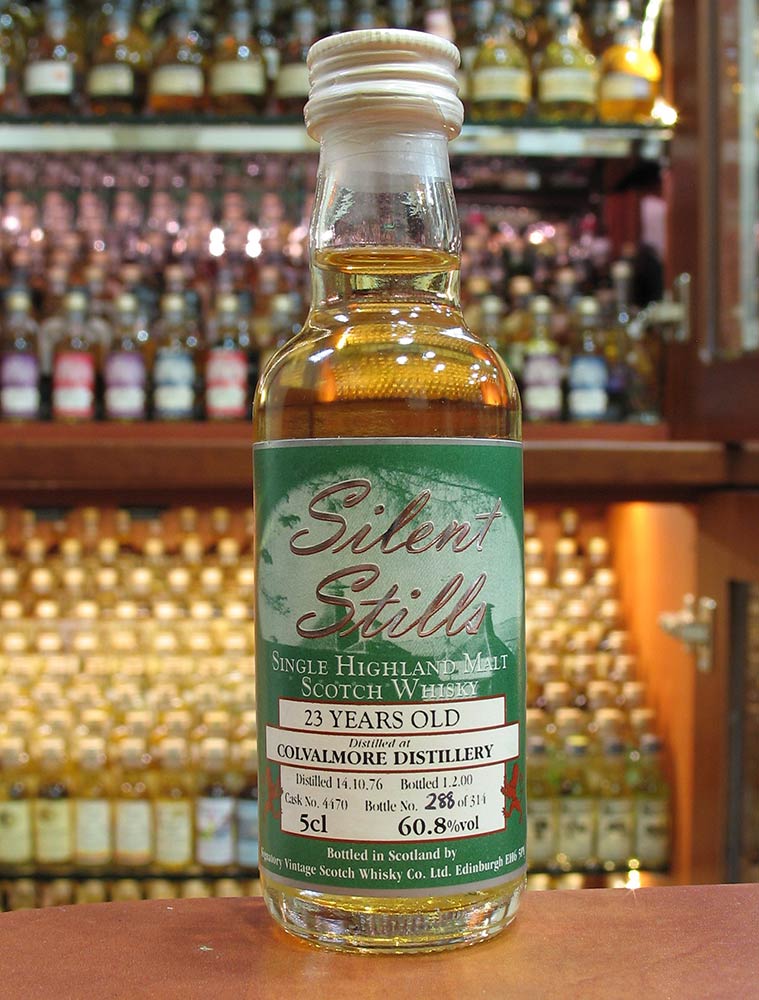 Silent
Stills
SINGLE HIGHLAND MALT
SCOTCH WHISKY
23 YEARS OLD
Distilled at
COLVALMORE DISTILLERY
Distilled 14.10.76 Bottled 1.2.00
Cask No. 4470 Bottle No. 288 of 314
5cl 60.8%vol
Bottled in Scotland by
Signatory Vintage Scotch Whisky Co. Ltd. Edinburgh EH6